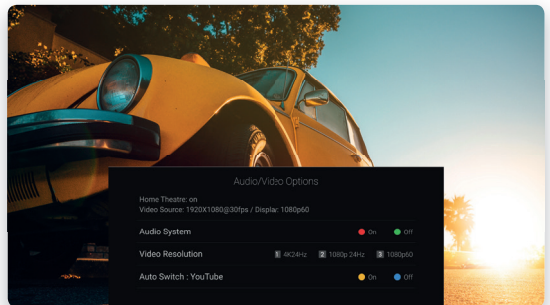 Audio/Video Options
Home Theatre: on
Video Source: 1920X1080@30fps / Displar: 1080p60
Audio System On Off
Video Resolution 1 4K24Hz 2 1080p 24Hz 3 1080p60
Auto Switch : YouTube On Off